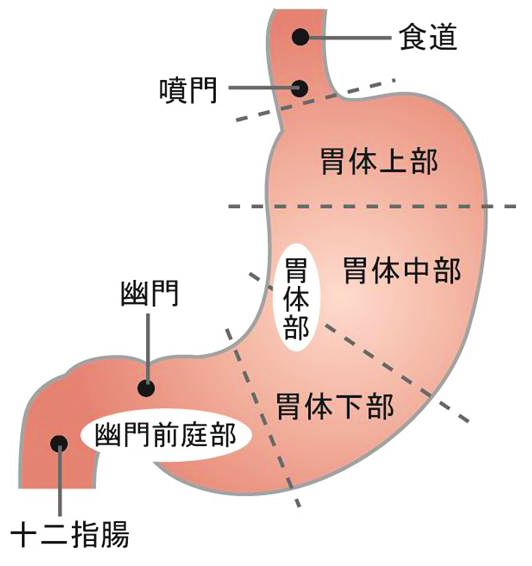 食道
噴門
胃体上部
胃体部
胃体中部
幽門
胃体下部
幽門前庭部
十二指腸